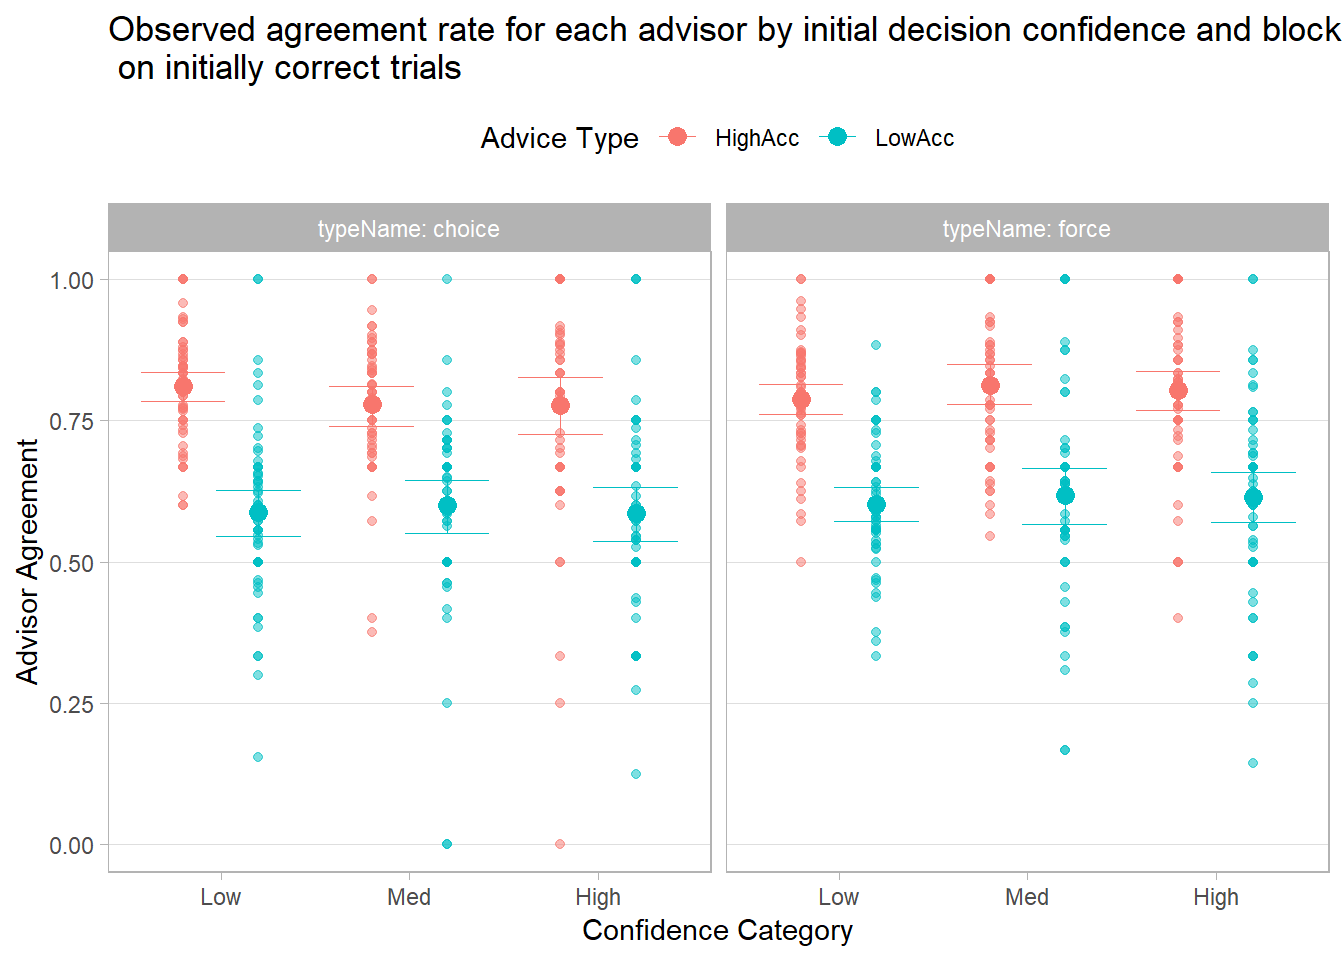 Observed agreement rate for each advisor by initial decision confidence and block
on initially correct trials
Advice Type HighAcc LowAcc
typeName: choice typeName: force
1.00
0.75
0.50
0.25
0.00
Advisor Agreement
Low Med High Low Med High
Confidence Category